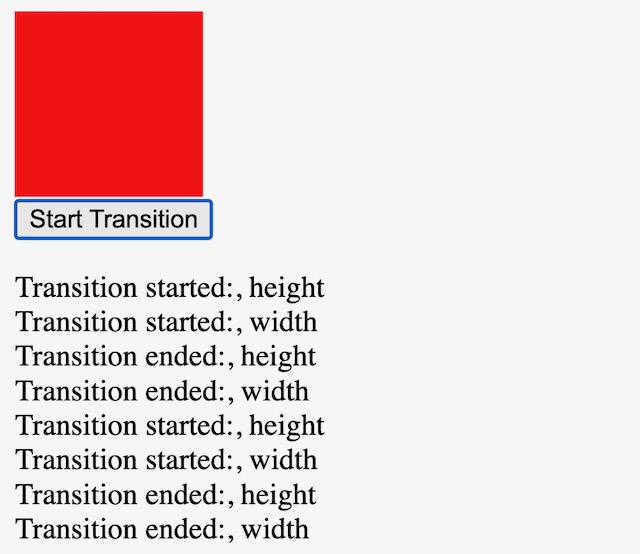 Start Transition
Transition started:, height
Transition started:, width
Transition ended:, height
Transition ended:, width
Transition started:, height
Transition started:, width
Transition ended:, height
Transition ended:, width